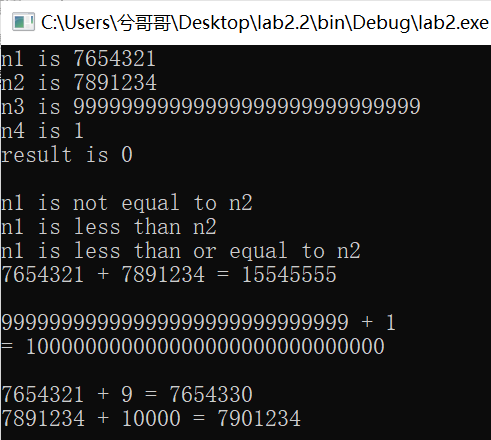 C:\Users\兮哥哥\Desktop\lab2.2\bin\Debug\lab2.exe
n1 is 7654321
n2 is 7891234
n3 is 99999999999999999999999999999
n4 is 1
result is 0
n1 is not equal to n2
n1 is less than n2
n1 is less than or equal to n2
7654321 + 7891234 = 15545555
99999999999999999999999999999 + 1
= 100000000000000000000000000000
7654321 + 9 = 7654330
7891234 + 10000 = 7901234